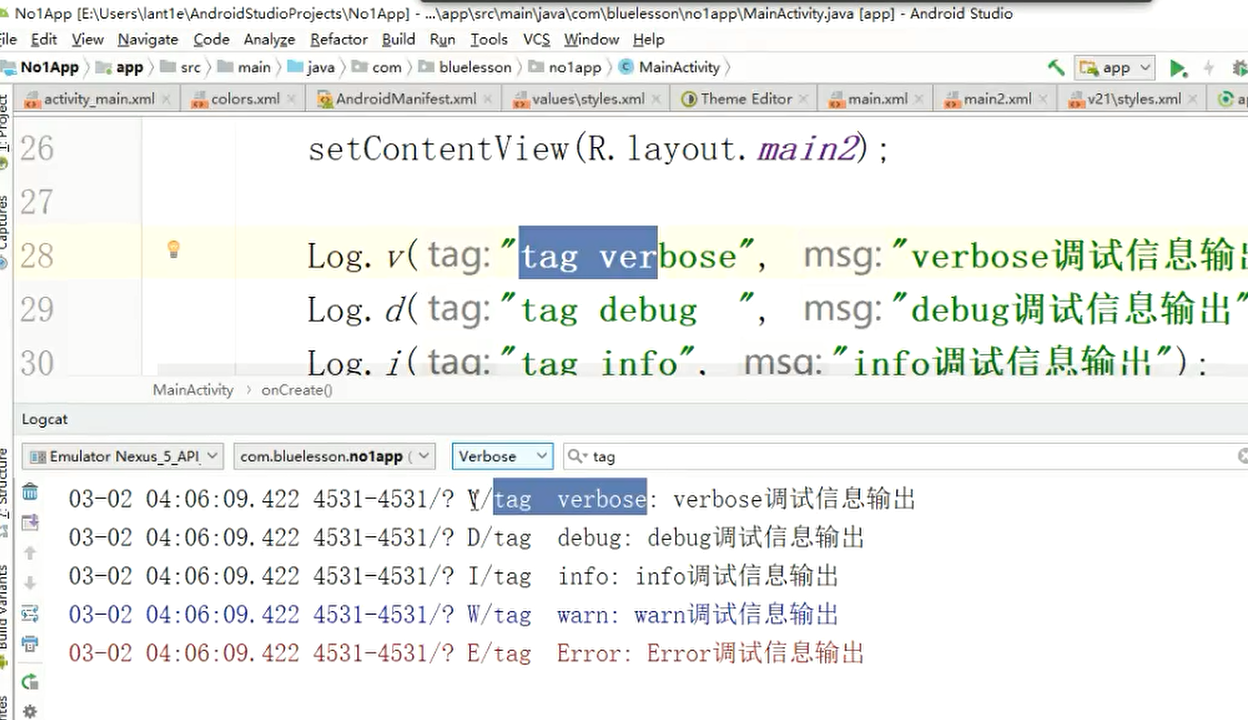 No1App [E:\Users\lant1e\AndroidStudioProjects\No1App] - ...\app\src\main\java\com\bluelesson\no1app\MainActivity.java [app] - Android Studio
File Edit View Navigate Code Analyze Refactor Build Run Tools VCS Window Help
No1App app src main java com bluelesson no1app MainActivity app
activity_main.xml colors.xml AndroidManifest.xml values\styles.xml Theme Editor main.xml main2.xml v21\styles.xml
1: Project
Captures
26 setContentView(R.layout.main2);
27
28 Log.v( tag: "tag verbose", msg: "verbose调试信息输出
29 Log.d( tag: "tag debug  ", msg: "debug调试信息输出"
30 Log.i( tag: "tag info", msg: "info调试信息输出");
MainActivity › onCreate()
Logcat
Emulator Nexus_5_API_ com.bluelesson.no1app ( Verbose tag
Z: Structure
03-02 04:06:09.422 4531-4531/? V/tag  verbose: verbose调试信息输出
03-02 04:06:09.422 4531-4531/? D/tag  debug: debug调试信息输出
03-02 04:06:09.422 4531-4531/? I/tag  info: info调试信息输出
03-02 04:06:09.422 4531-4531/? W/tag  warn: warn调试信息输出
03-02 04:06:09.422 4531-4531/? E/tag  Error: Error调试信息输出
Build Variants